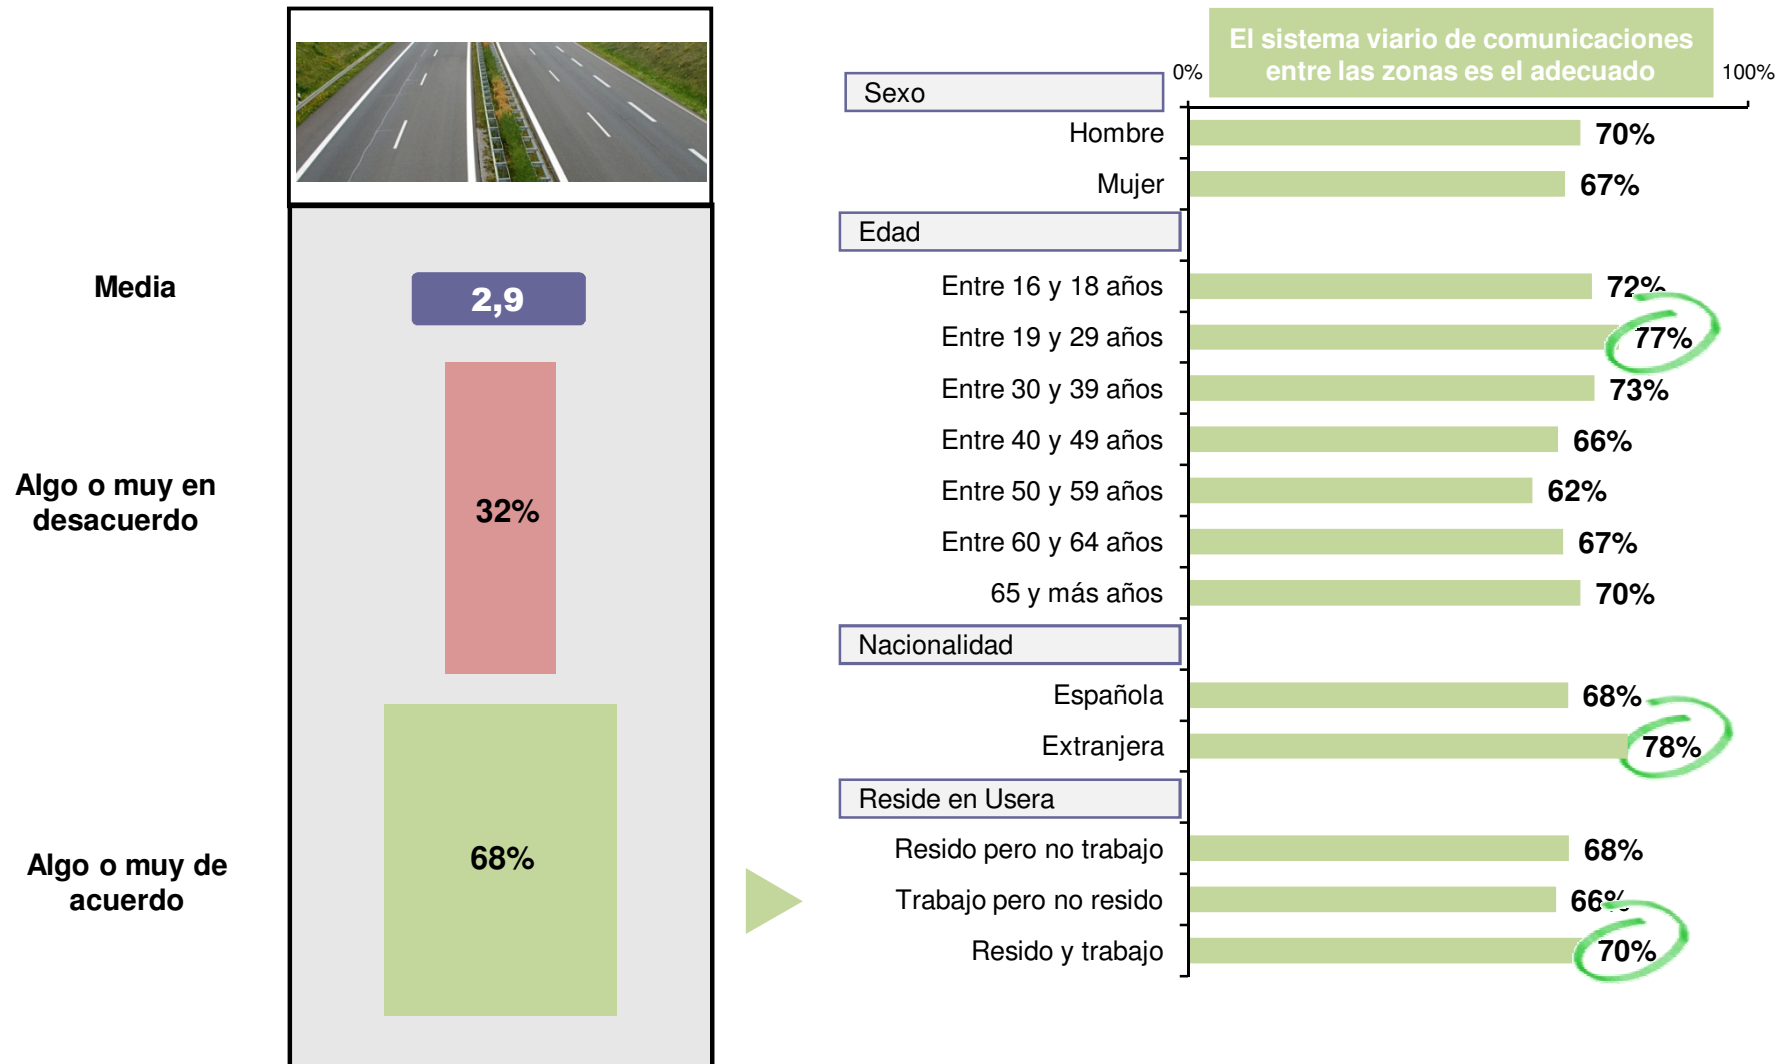 Media
2,9
Algo o muy en
desacuerdo
32%
Algo o muy de
acuerdo
68%
El sistema viario de comunicaciones
entre las zonas es el adecuado
0%
100%
Sexo
Hombre 70%
Mujer 67%
Edad
Entre 16 y 18 años 72%
Entre 19 y 29 años 77%
Entre 30 y 39 años 73%
Entre 40 y 49 años 66%
Entre 50 y 59 años 62%
Entre 60 y 64 años 67%
65 y más años 70%
Nacionalidad
Española 68%
Extranjera 78%
Reside en Usera
Resido pero no trabajo 68%
Trabajo pero no resido 66%
Resido y trabajo 70%